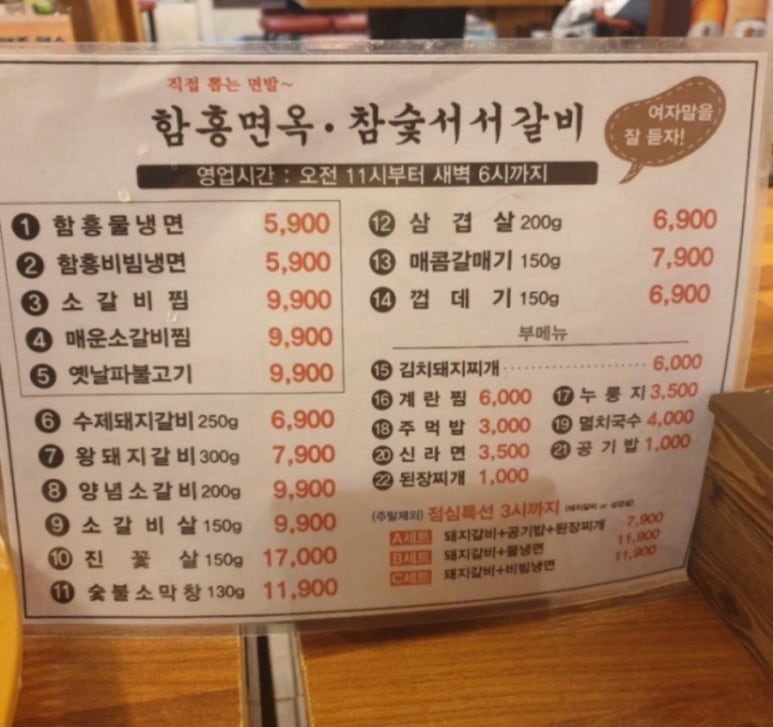 직접 뽑는 면발~
함흥면옥·참숯서서갈비
여자말을
잘 듣자!
영업시간 : 오전 11시부터 새벽 6시까지
1 함흥물냉면 5,900
2 함흥비빔냉면 5,900
3 소갈비찜 9,900
4 매운소갈비찜 9,900
5 옛날파불고기 9,900
6 수제돼지갈비 250g 6,900
7 왕돼지갈비 300g 7,900
8 양념소갈비 200g 9,900
9 소갈비살 150g 9,900
10 진꽃살 150g 17,000
11 숯불소막창 130g 11,900
12 삼겹살 200g 6,900
13 매콤갈매기 150g 7,900
14 껍데기 150g 6,900
부메뉴
15 김치돼지찌개 6,000
16 계란찜 6,000 17 누룽지 3,500
18 주먹밥 3,000 19 멸치국수 4,000
20 신라면 3,500 21 공기밥 1,000
22 된장찌개 1,000
(주말제외) 점심특선 3시까지 (돼지갈비 or 삼겹살)
A세트 돼지갈비+공기밥+된장찌개 7,900
B세트 돼지갈비+물냉면 11,900
C세트 돼지갈비+비빔냉면 11,900